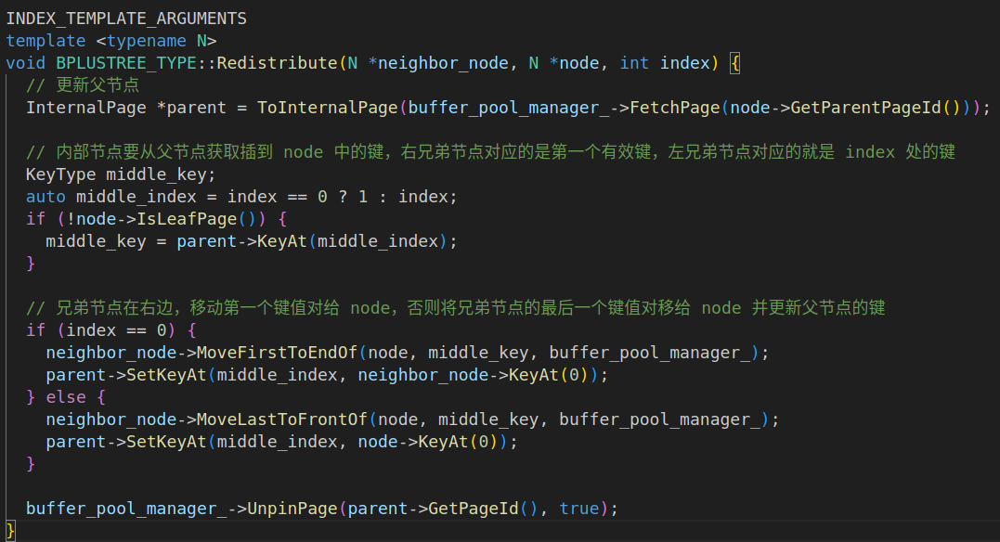 INDEX_TEMPLATE_ARGUMENTS
template <typename N>
void BPLUSTREE_TYPE::Redistribute(N *neighbor_node, N *node, int index) {
  // 更新父节点
  InternalPage *parent = ToInternalPage(buffer_pool_manager_->FetchPage(node->GetParentPageId()));

  // 内部节点要从父节点获取插到 node 中的键，右兄弟节点对应的是第一个有效键，左兄弟节点对应的就是 index 处的键
  KeyType middle_key;
  auto middle_index = index == 0 ? 1 : index;
  if (!node->IsLeafPage()) {
    middle_key = parent->KeyAt(middle_index);
  }

  // 兄弟节点在右边，移动第一个键值对给 node，否则将兄弟节点的最后一个键值对移给 node 并更新父节点的键
  if (index == 0) {
    neighbor_node->MoveFirstToEndOf(node, middle_key, buffer_pool_manager_);
    parent->SetKeyAt(middle_index, neighbor_node->KeyAt(0));
  } else {
    neighbor_node->MoveLastToFrontOf(node, middle_key, buffer_pool_manager_);
    parent->SetKeyAt(middle_index, node->KeyAt(0));
  }

  buffer_pool_manager_->UnpinPage(parent->GetPageId(), true);
}